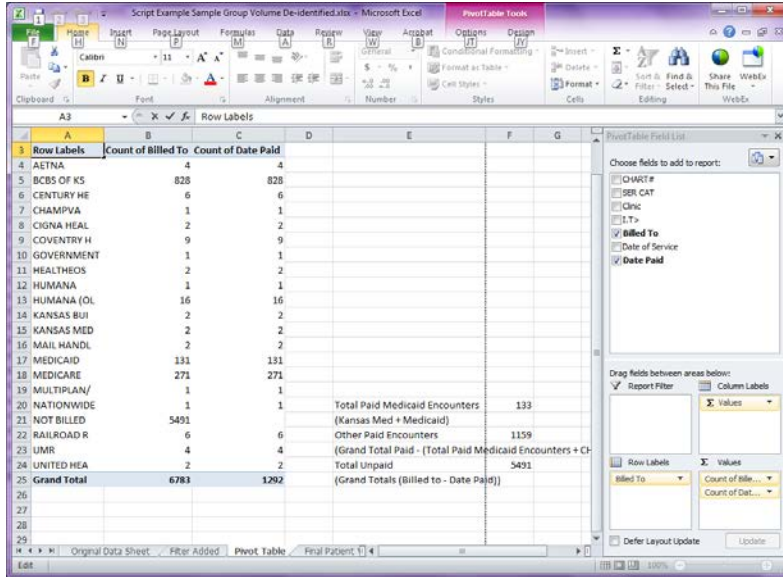 Script Example Sample Group Volume De-identified.xlsx - Microsoft Excel
PivotTable Tools
File Home Insert Page Layout Formulas Data Review View Acrobat Options Design
F H N P M A R W B JT JY
1 2 3
Paste
Calibri 11 A A
B I U A
General
$ % ,
Conditional Formatting
Format as Table
Cell Styles
Insert
Delete
Format
Σ
Sort & Filter
Find & Select
Share This File
WebEx
Clipboard Font Alignment Number Styles Cells Editing WebEx
A3 fx Row Labels
A B C D E F G
3 Row Labels Count of Billed To Count of Date Paid
4 AETNA 4 4
5 BCBS OF KS 828 828
6 CENTURY HE 6 6
7 CHAMPVA 1 1
8 CIGNA HEAL 2 2
9 COVENTRY H 9 9
10 GOVERNMENT 1 1
11 HEALTHEOS 2 2
12 HUMANA 1 1
13 HUMANA (OL 16 16
14 KANSAS BUI 2 2
15 KANSAS MED 2 2
16 MAIL HANDL 2 2
17 MEDICAID 131 131
18 MEDICARE 271 271
19 MULTIPLAN/ 1 1
20 NATIONWIDE 1 1 Total Paid Medicaid Encounters 133
21 NOT BILLED 5491 (Kansas Med + Medicaid)
22 RAILROAD R 6 6 Other Paid Encounters 1159
23 UMR 4 4 (Grand Total Paid - (Total Paid Medicaid Encounters + CH
24 UNITED HEA 2 2 Total Unpaid 5491
25 Grand Total 6783 1292 (Grand Totals (Billed to - Date Paid))
26
27
28
29
PivotTable Field List
Choose fields to add to report:
CHART#
SER CAT
Clinic
I.T>
Billed To
Date of Service
Date Paid
Drag fields between areas below:
Report Filter Column Labels
Σ Values
Row Labels Σ Values
Billed To Count of Bille...
Count of Dat...
Defer Layout Update Update
Original Data Sheet Filter Added Pivot Table Final Patient
Edit 100%